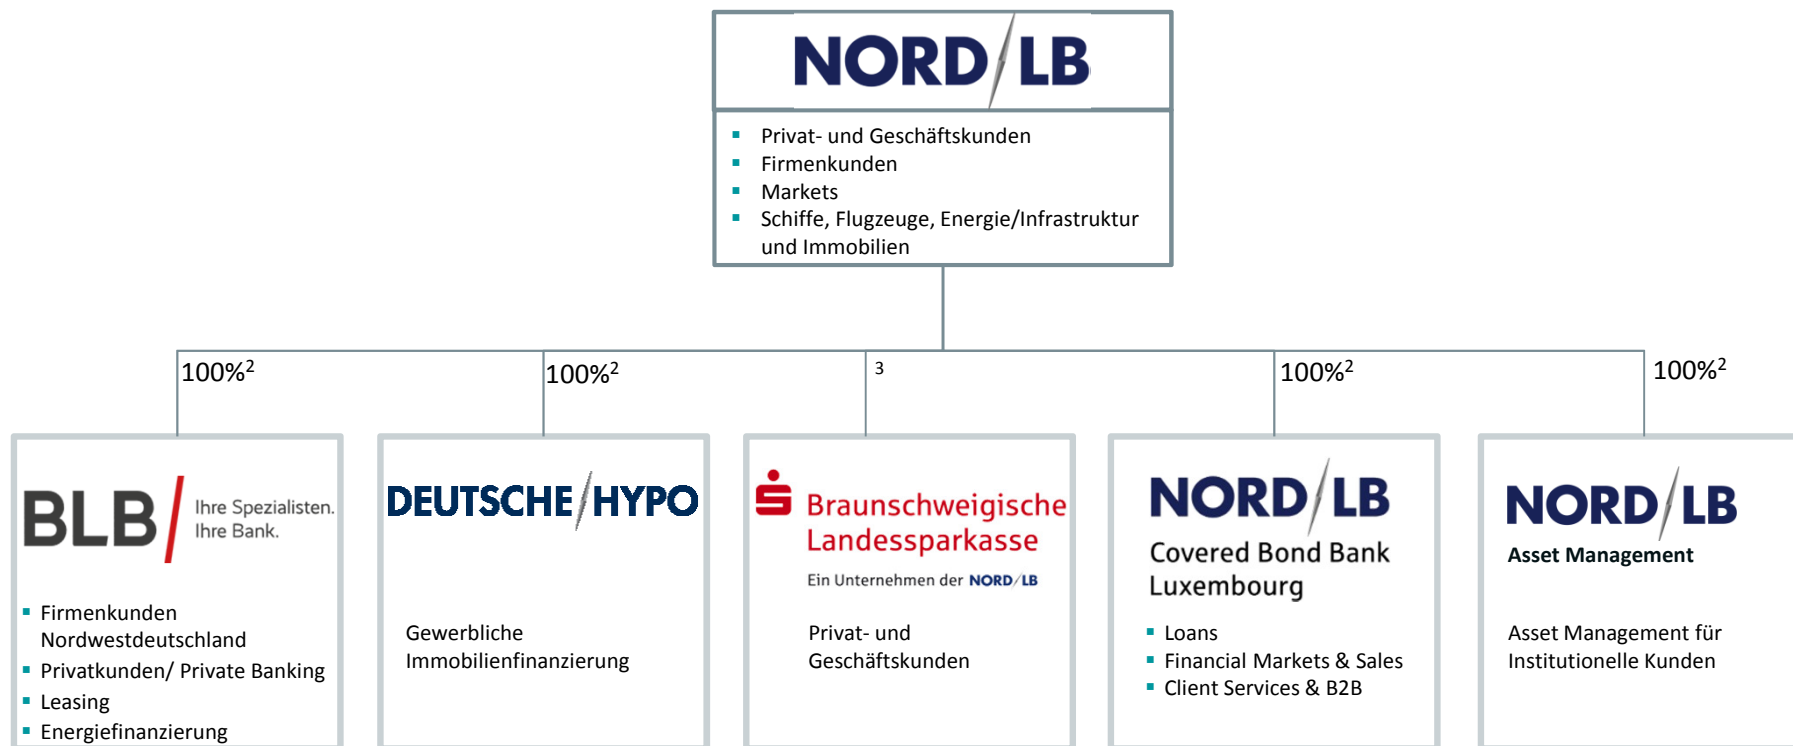 NORD/LB
▪ Privat- und Geschäftskunden
▪ Firmenkunden
▪ Markets
▪ Schiffe, Flugzeuge, Energie/Infrastruktur
und Immobilien
100%²
100%²
³
100%²
100%²
BLB/ Ihre Spezialisten.
Ihre Bank.
▪ Firmenkunden
Nordwestdeutschland
▪ Privatkunden/ Private Banking
▪ Leasing
▪ Energiefinanzierung
DEUTSCHE/HYPO
Gewerbliche
Immobilienfinanzierung
Braunschweigische
Landessparkasse
Ein Unternehmen der NORD/LB
Privat- und
Geschäftskunden
NORD/LB
Covered Bond Bank
Luxembourg
▪ Loans
▪ Financial Markets & Sales
▪ Client Services & B2B
NORD/LB
Asset Management
Asset Management für
Institutionelle Kunden